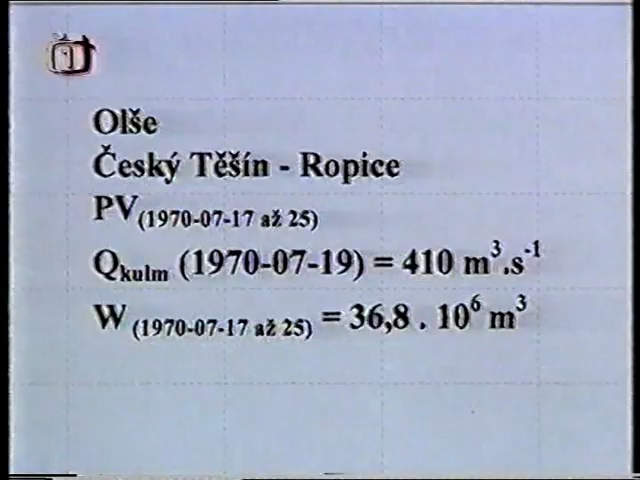 Olše
Český Těšín - Ropice
PV(1970-07-17 až 25)
Qkulm (1970-07-19) = 410 m³.s⁻¹
W (1970-07-17 až 25) = 36,8 . 10⁶ m³